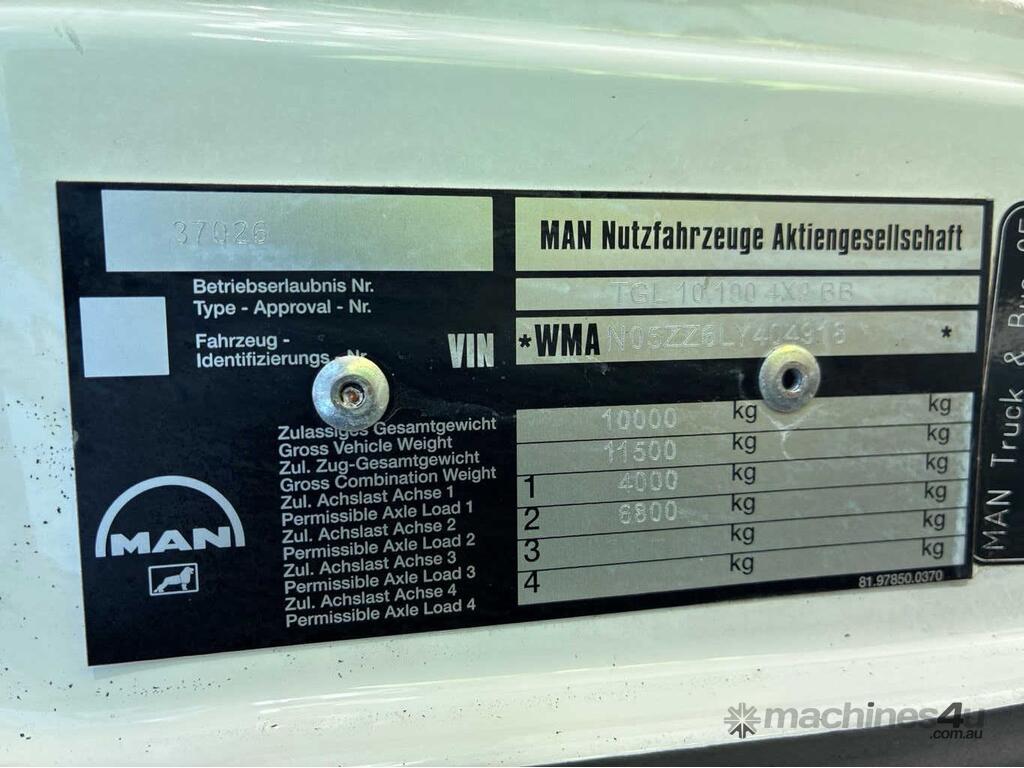 37026
MAN Nutzfahrzeuge Aktiengesellschaft
Betriebserlaubnis Nr.
Type - Approval - Nr.
TGL 10.180 4X2 BB
Fahrzeug -
Identifizierungs - Nr.
VIN
*WMA N05ZZ6LY404916 *
Zulassiges Gesamtgewicht
Gross Vehicle Weight
10000 kg kg
Zul. Zug-Gesamtgewicht
Gross Combination Weight
11500 kg kg
Zul. Achslast Achse 1
Permissible Axle Load 1
1 4000 kg kg
Zul. Achslast Achse 2
Permissible Axle Load 2
2 6800 kg kg
Zul. Achslast Achse 3
Permissible Axle Load 3
3 kg kg
Zul. Achslast Achse 4
Permissible Axle Load 4
4 kg kg
MAN
81.97850.0370
MAN Truck & Bus
machines4u
.com.au